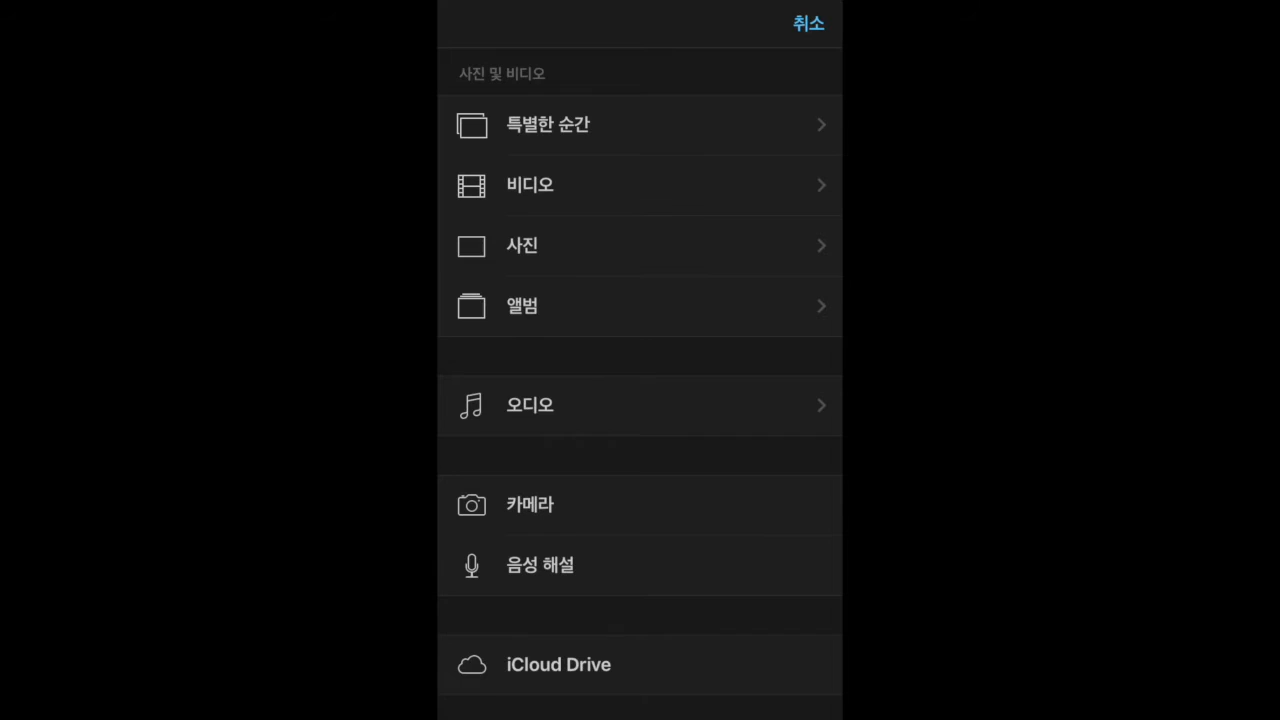 취소
사진 및 비디오
특별한 순간
비디오
사진
앨범
오디오
카메라
음성 해설
iCloud Drive